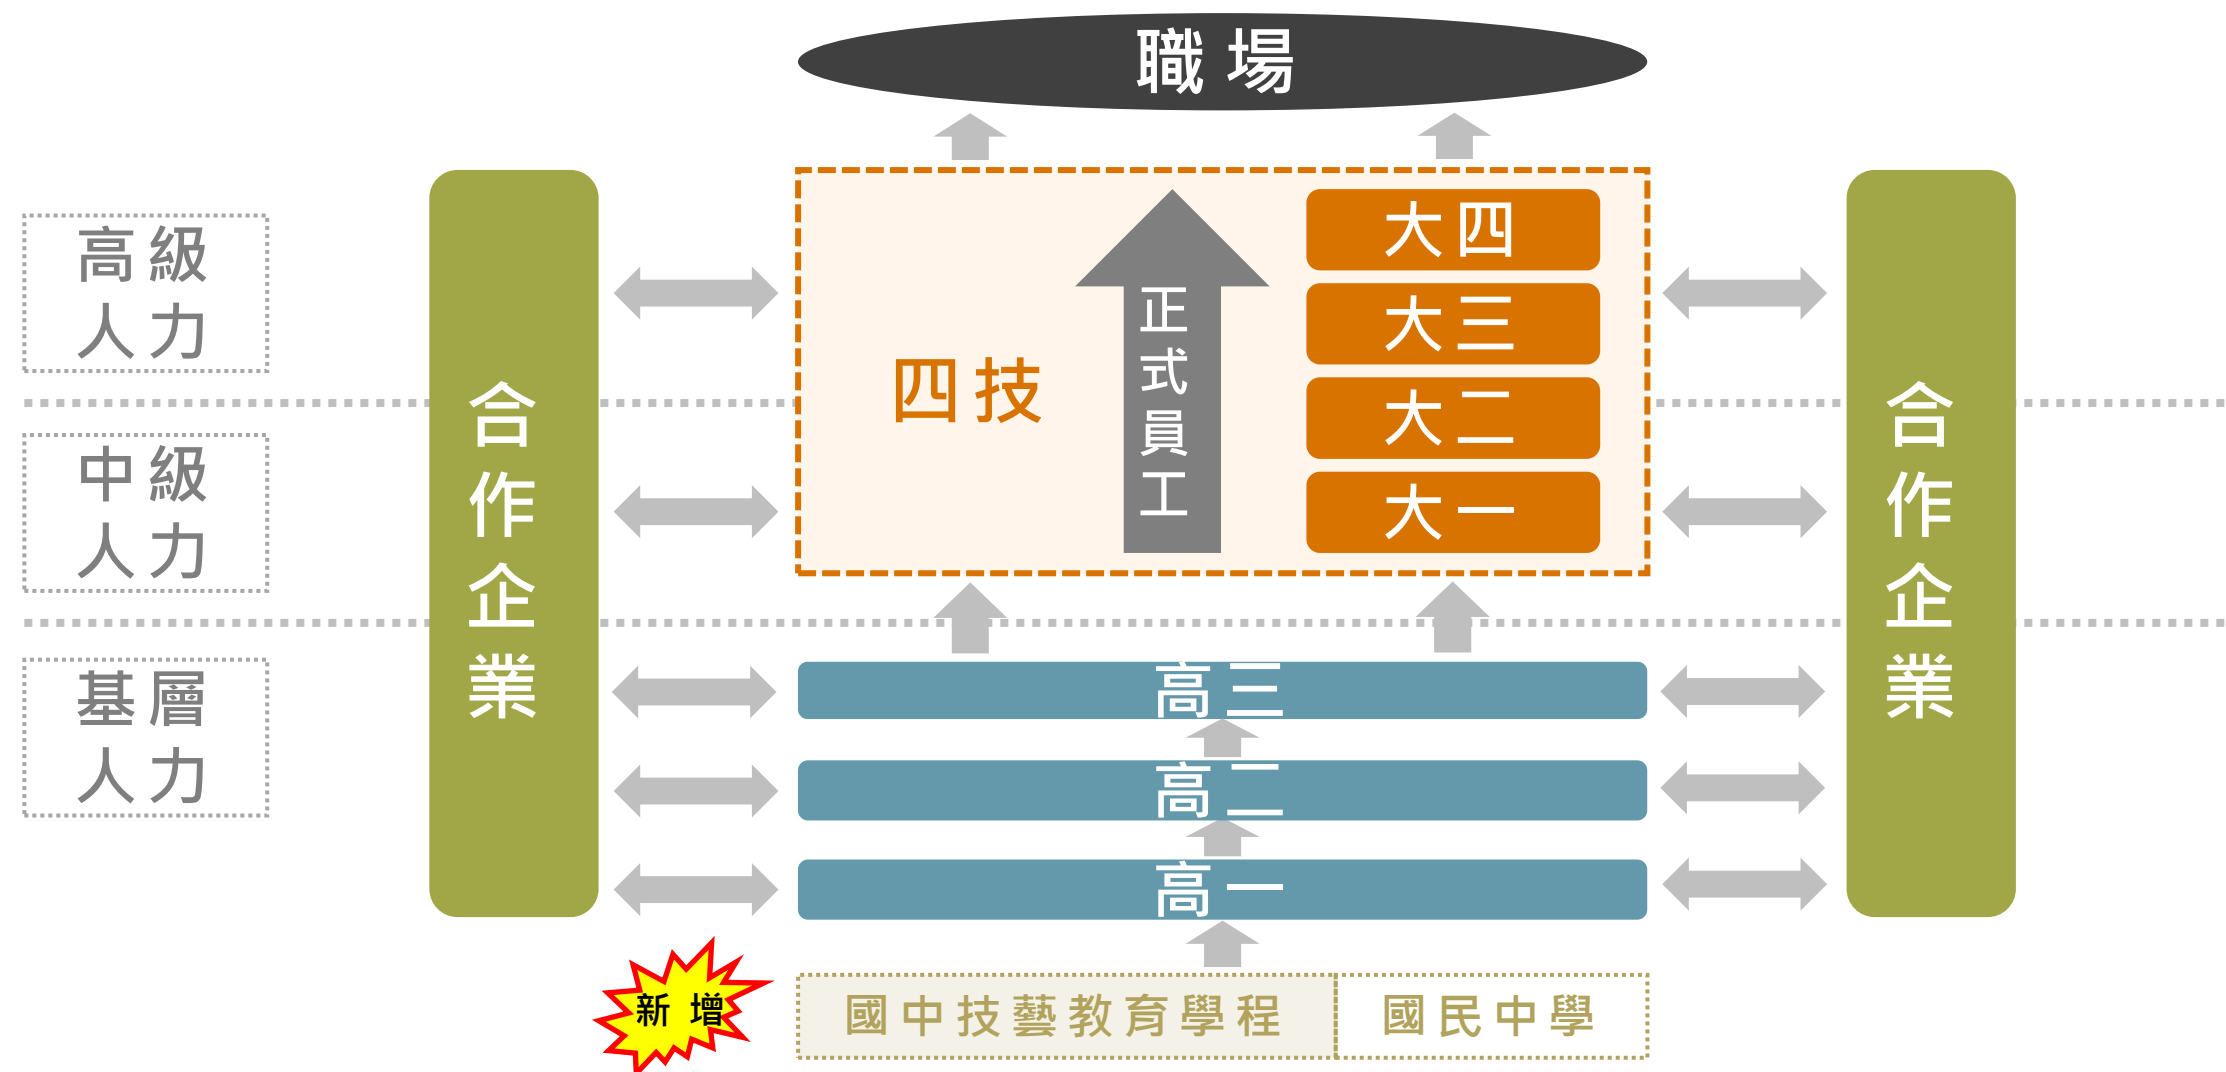 職場
高級
人力
中級
人力
基層
人力
合
作
企
業
四技
正
式
員
工
大四
大三
大二
大一
高三
高二
高一
合
作
企
業
新 增
國中技藝教育學程
國民中學